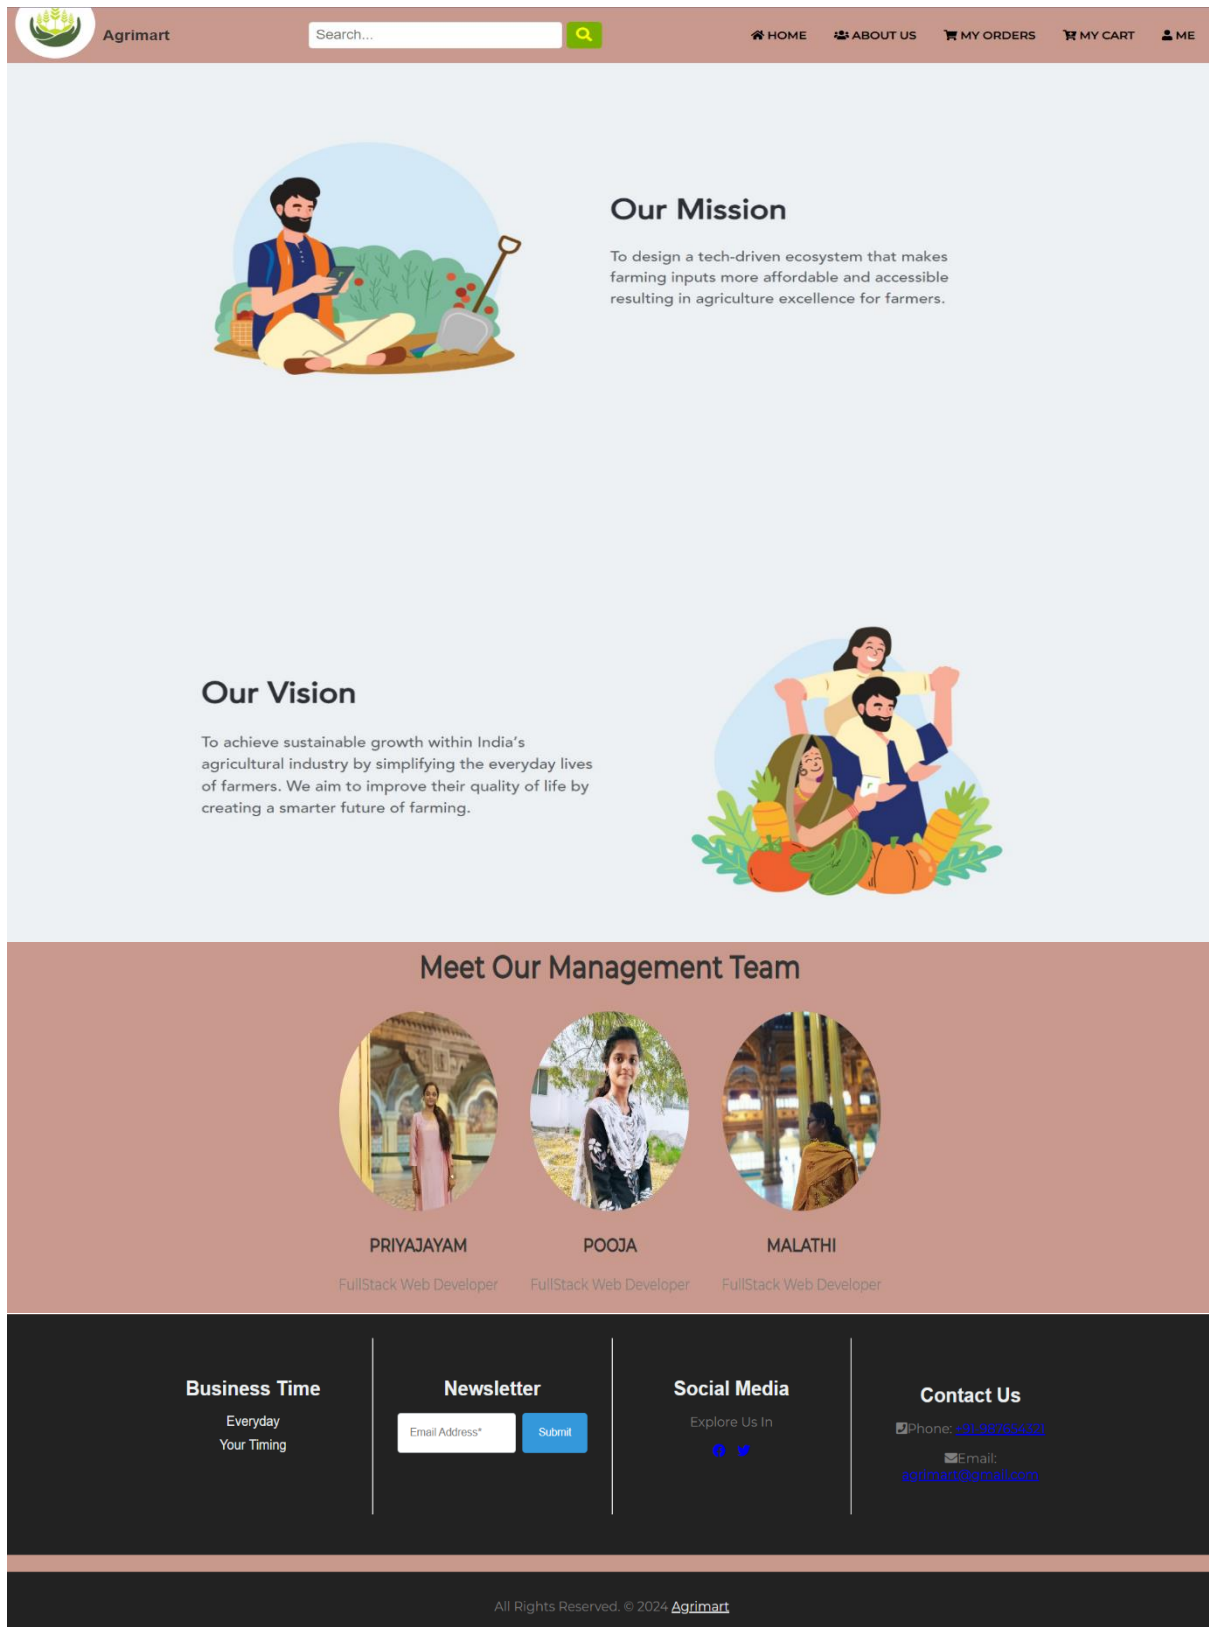 Agrimart
Search...
HOME
ABOUT US
MY ORDERS
MY CART
ME
Our Mission
To design a tech-driven ecosystem that makes
farming inputs more affordable and accessible
resulting in agriculture excellence for farmers.
Our Vision
To achieve sustainable growth within India's
agricultural industry by simplifying the everyday lives
of farmers. We aim to improve their quality of life by
creating a smarter future of farming.
Meet Our Management Team
PRIYAJAYAM
POOJA
MALATHI
FullStack Web Developer
FullStack Web Developer
FullStack Web Developer
Business Time
Everyday
Your Timing
Newsletter
Email Address*
Submit
Social Media
Explore Us In
Contact Us
Phone:
Email:
agrimart@gmail.com
All Rights Reserved. © 2024 Agrimart